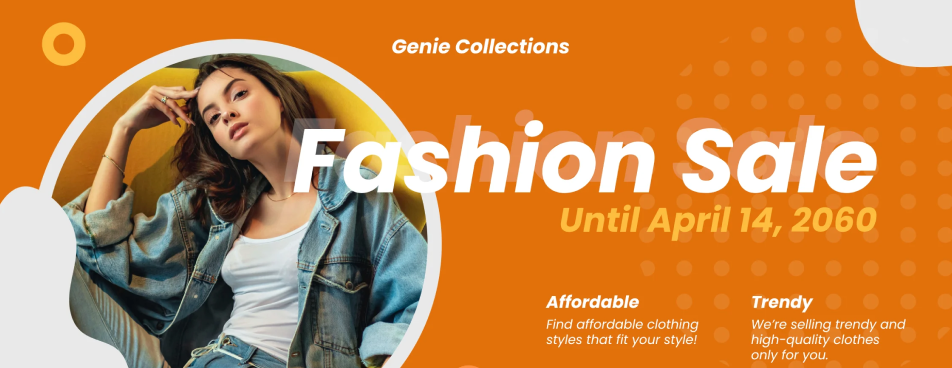 Genie Collections
Fashion Sale
Until April 14, 2060
Affordable
Find affordable clothing
styles that fit your style!
Trendy
We're selling trendy and
high-quality clothes
only for you.